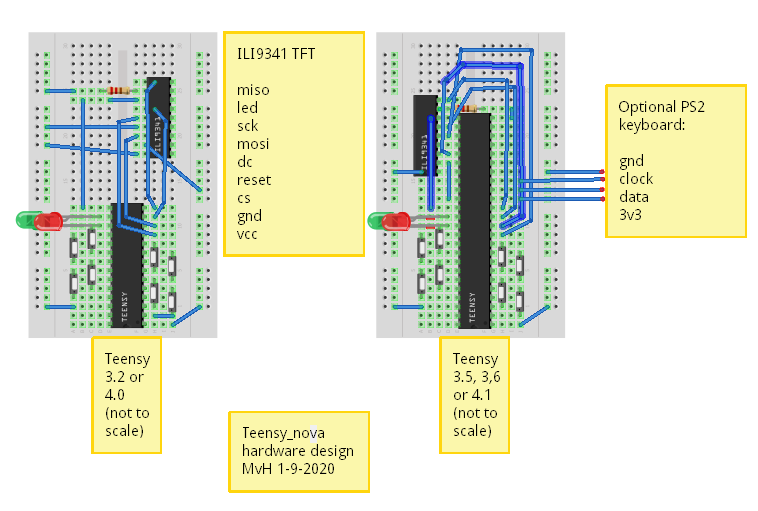 ILI9341 TFT
miso
led
sck
mosi
dc
reset
cs
gnd
vcc
Optional PS2
keyboard:
gnd
clock
data
3v3
ILI9341
ILI9341
TEENSY
TEENSY
Teensy
3.2 or
4.0
(not to
scale)
Teensy
3.5, 3,6
or 4.1
(not to
scale)
Teensy_nova
hardware design
MvH 1-9-2020